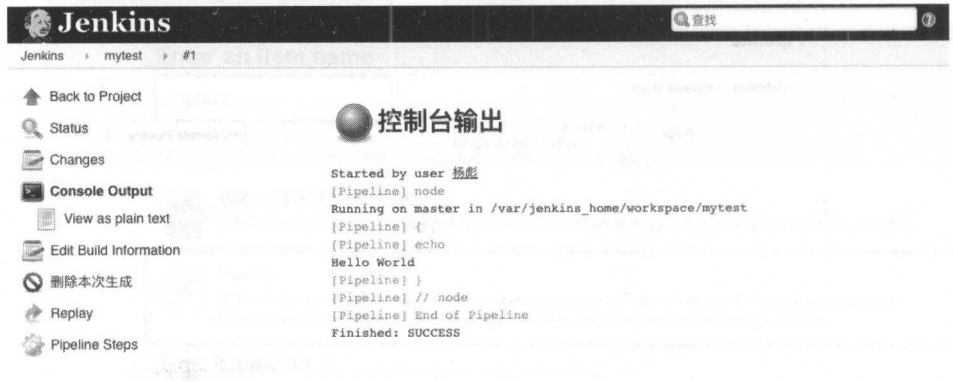 Jenkins
查找
Jenkins › mytest › #1
Back to Project
Status
Changes
Console Output
View as plain text
Edit Build Information
删除本次生成
Replay
Pipeline Steps
控制台输出
Started by user 杨彪
[Pipeline] node
Running on master in /var/jenkins_home/workspace/mytest
[Pipeline] {
[Pipeline] echo
Hello World
[Pipeline] }
[Pipeline] // node
[Pipeline] End of Pipeline
Finished: SUCCESS